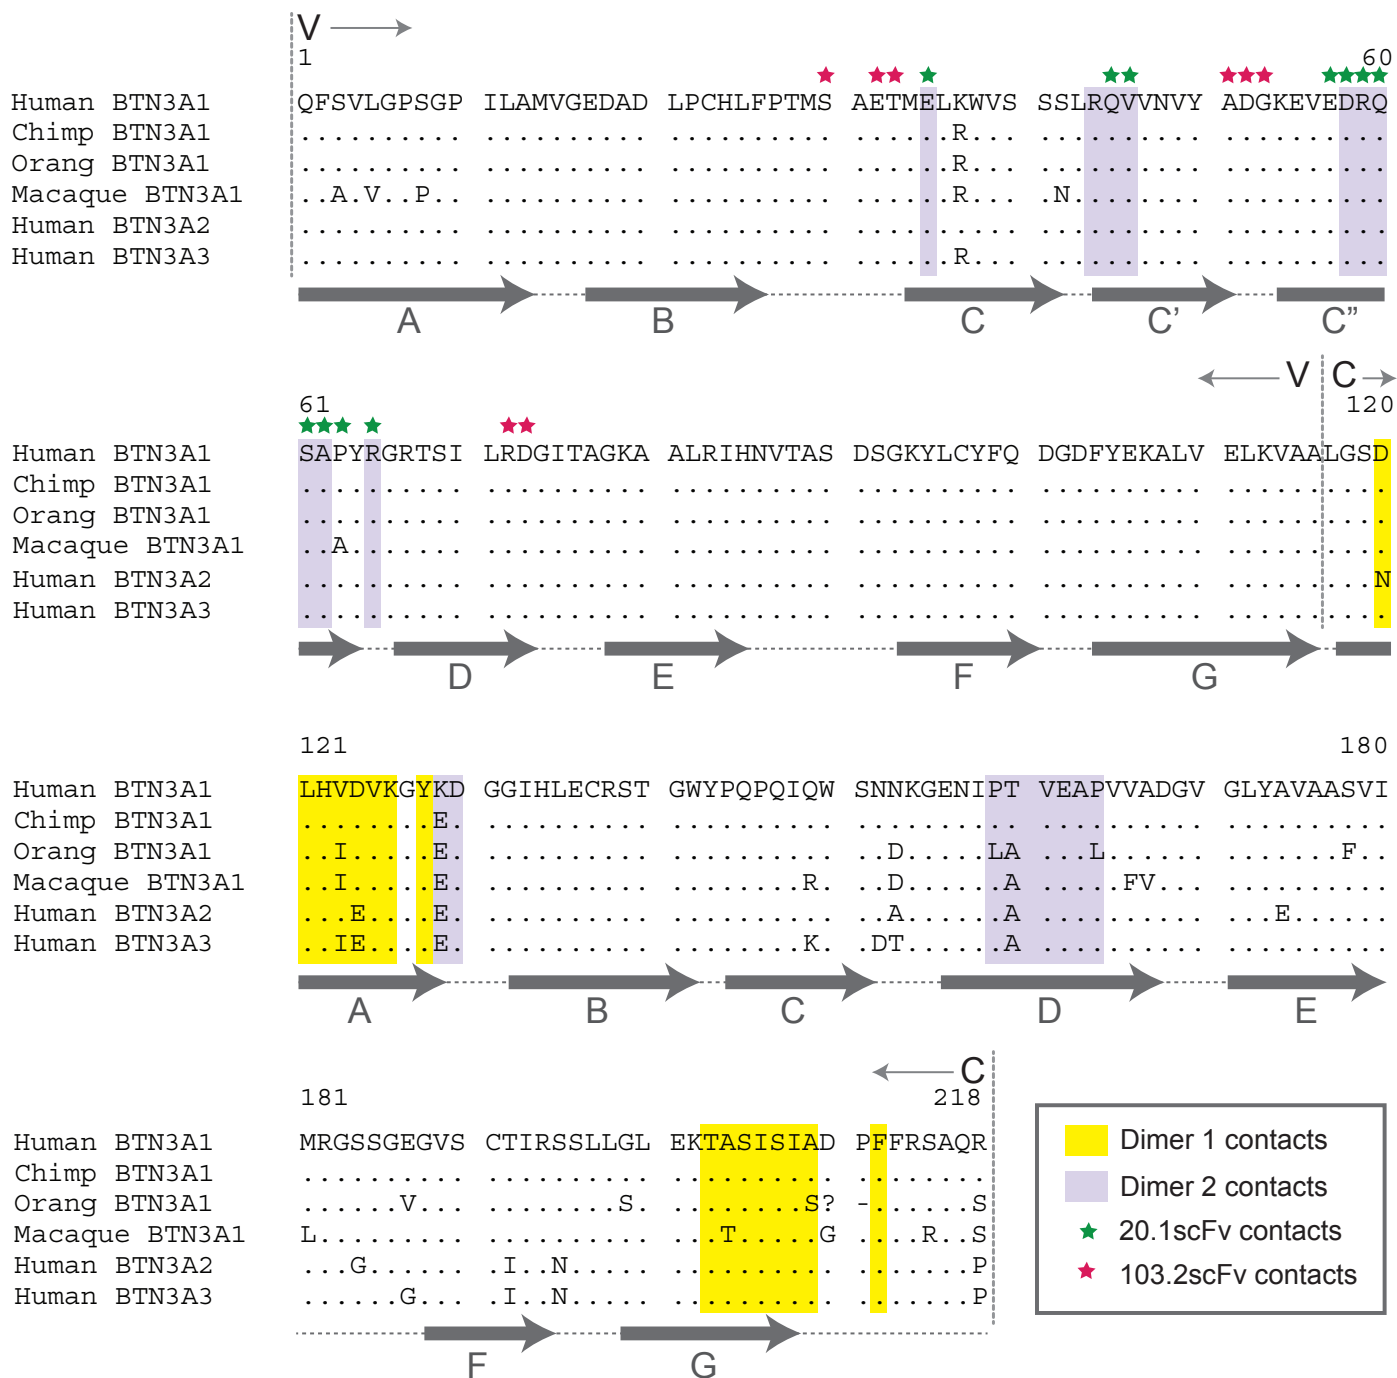 V
1 60
Human BTN3A1 QFSVLGPSGP ILAMVGEDAD LPCHLFPTMS AETMELKWVS SSLRQVVNVY ADGKEVEDRQ
Chimp BTN3A1 .......... .......... .......... ......R... .......... ..........
Orang BTN3A1 .......... .......... .......... ......R... .......... ..........
Macaque BTN3A1 ..A.V..P.. .......... .......... ......R... .N........ ..........
Human BTN3A2 .......... .......... .......... .......... .......... ..........
Human BTN3A3 .......... .......... .......... ......R... .......... ..........
A B C C' C"
V C
61 120
Human BTN3A1 SAPYRGRTSI LRDGITAGKA ALRIHNVTAS DSGKYLCYFQ DGDFYEKALV ELKVAALGSD
Chimp BTN3A1 .......... .......... .......... .......... .......... ..........
Orang BTN3A1 .......... .......... .......... .......... .......... ..........
Macaque BTN3A1 ..A....... .......... .......... .......... .......... ..........
Human BTN3A2 .......... .......... .......... .......... .......... .........N
Human BTN3A3 .......... .......... .......... .......... .......... ..........
D E F G
121 180
Human BTN3A1 LHVDVKGYKD GGIHLECRST GWYPQPQIQW SNNKGENIPT VEAPVVADGV GLYAVAASVI
Chimp BTN3A1 ........E. .......... .......... .......... .......... ..........
Orang BTN3A1 ..I.....E. .......... .......... ..D.....LA ...L...... .......F..
Macaque BTN3A1 ..I.....E. .......... ........R. ..D......A .....FV... ..........
Human BTN3A2 ...E....E. .......... .......... ..A......A .......... ...E......
Human BTN3A3 ..IE....E. .......... ........K. .DT......A .......... ..........
A B C D E
C
181 218
Human BTN3A1 MRGSSGEGVS CTIRSSLLGL EKTASISIAD PFFRSAQR
Chimp BTN3A1 .......... .......... .......... ........
Orang BTN3A1 ......V... ........S. ........S? -......S
Macaque BTN3A1 L......... .......... ...T.....G ....R..S
Human BTN3A2 ...G...... .I..N..... .......... .......P
Human BTN3A3 ......G... .I..N..... .......... .......P
F G
Dimer 1 contacts
Dimer 2 contacts
20.1scFv contacts
103.2scFv contacts